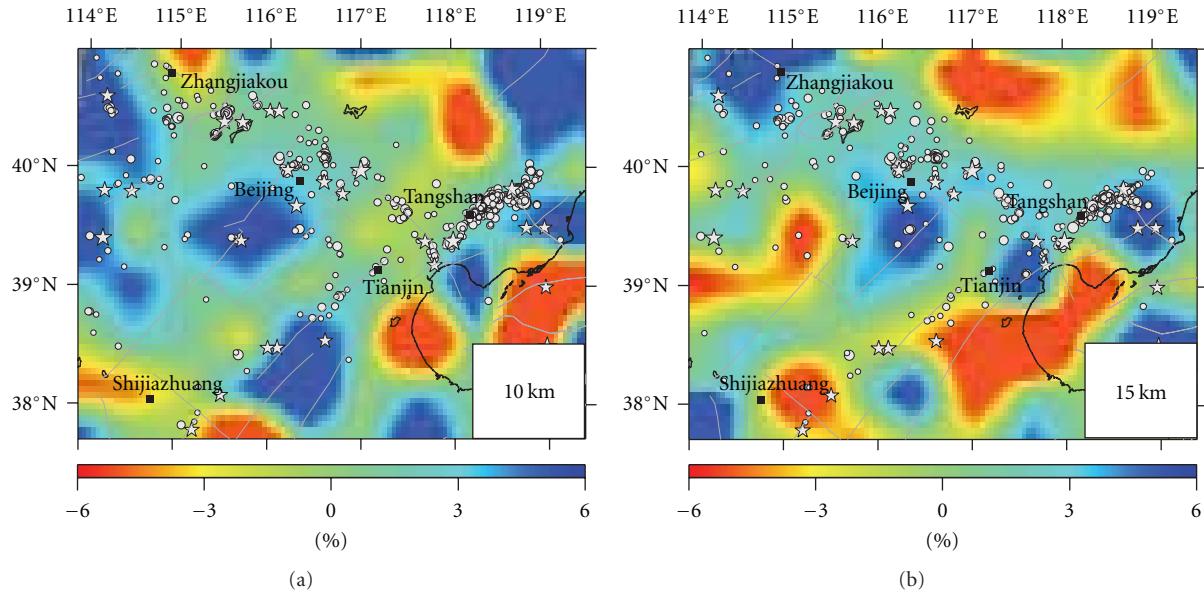 114°E 115°E 116°E 117°E 118°E 119°E
114°E 115°E 116°E 117°E 118°E 119°E
40°N
39°N
38°N
Zhangjiakou
Beijing
Tangshan
Tianjin
Shijiazhuang
10 km
40°N
39°N
38°N
Zhangjiakou
Beijing
Tangshan
Tianjin
Shijiazhuang
15 km
−6 −3 0 3 6
(%)
(a)
−6 −3 0 3 6
(%)
(b)